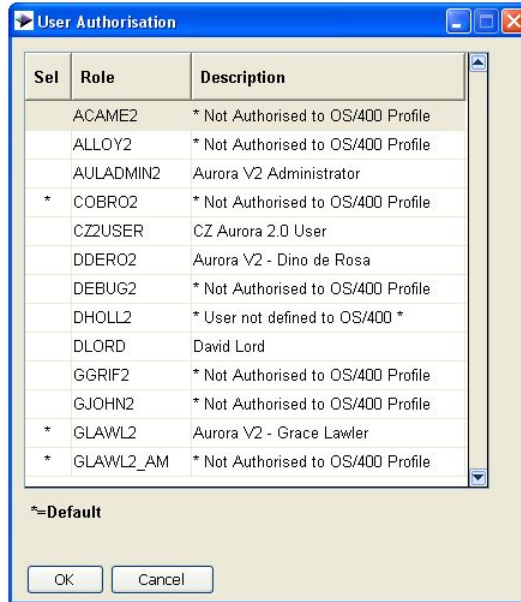 User Authorisation
Sel Role Description
ACAME2 * Not Authorised to OS/400 Profile
ALLOY2 * Not Authorised to OS/400 Profile
AULADMIN2 Aurora V2 Administrator
* COBRO2 * Not Authorised to OS/400 Profile
CZ2USER CZ Aurora 2.0 User
DDERO2 Aurora V2 - Dino de Rosa
DEBUG2 * Not Authorised to OS/400 Profile
DHOLL2 * User not defined to OS/400 *
DLORD David Lord
GGRIF2 * Not Authorised to OS/400 Profile
GJOHN2 * Not Authorised to OS/400 Profile
* GLAWL2 Aurora V2 - Grace Lawler
* GLAWL2_AM * Not Authorised to OS/400 Profile
*=Default
OK Cancel